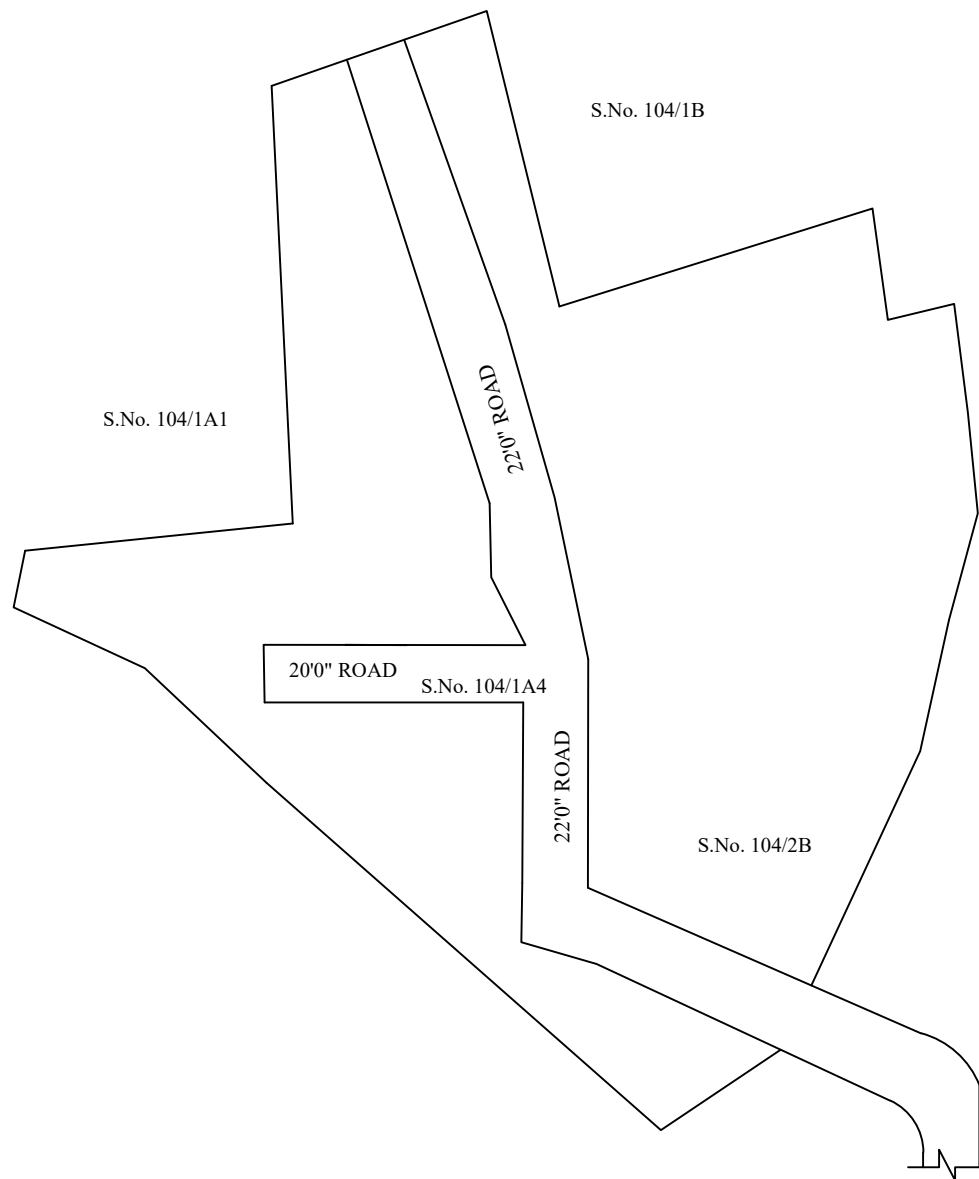 S.No. 104/1B
22'0" ROAD
S.No. 104/1A1
20'0" ROAD
S.No. 104/1A4
22'0" ROAD
S.No. 104/2B